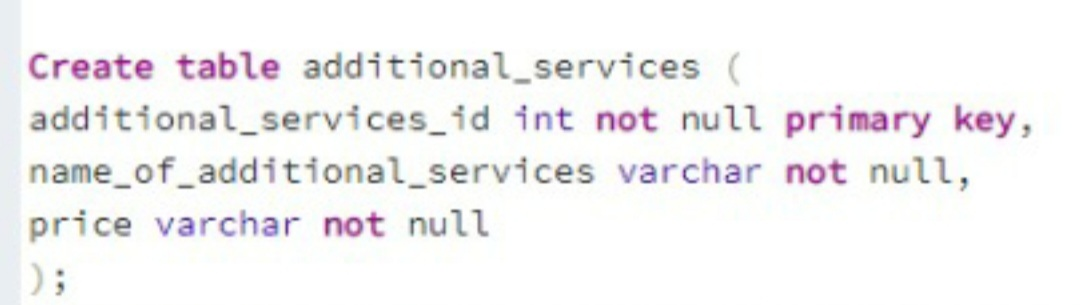 Create table additional_services (
additional_services_id int not null primary key,
name_of_additional_services varchar not null,
price varchar not null
);